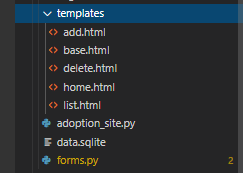 templates
<> add.html
<> base.html
<> delete.html
<> home.html
<> list.html
adoption_site.py
data.sqlite
forms.py 2